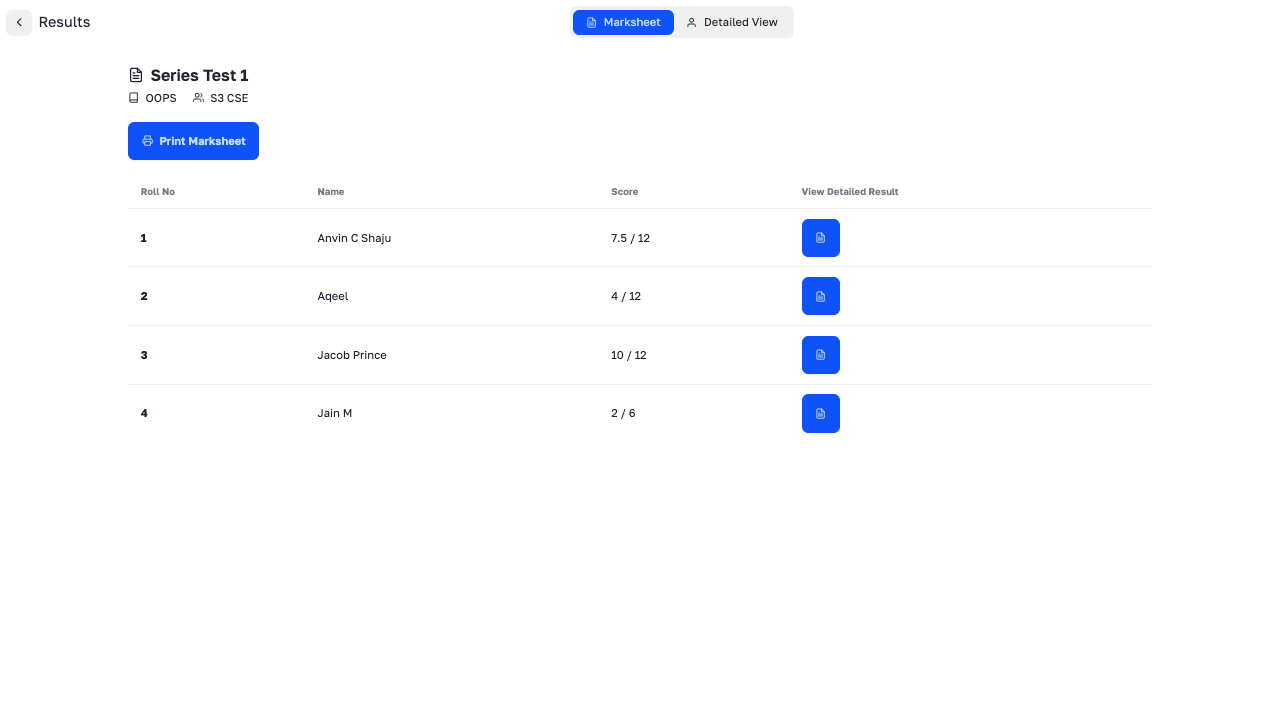 Results
Marksheet Detailed View
Series Test 1
OOPS S3 CSE
Print Marksheet
Roll No Name Score View Detailed Result
1 Anvin C Shaju 7.5 / 12
2 Aqeel 4 / 12
3 Jacob Prince 10 / 12
4 Jain M 2 / 6